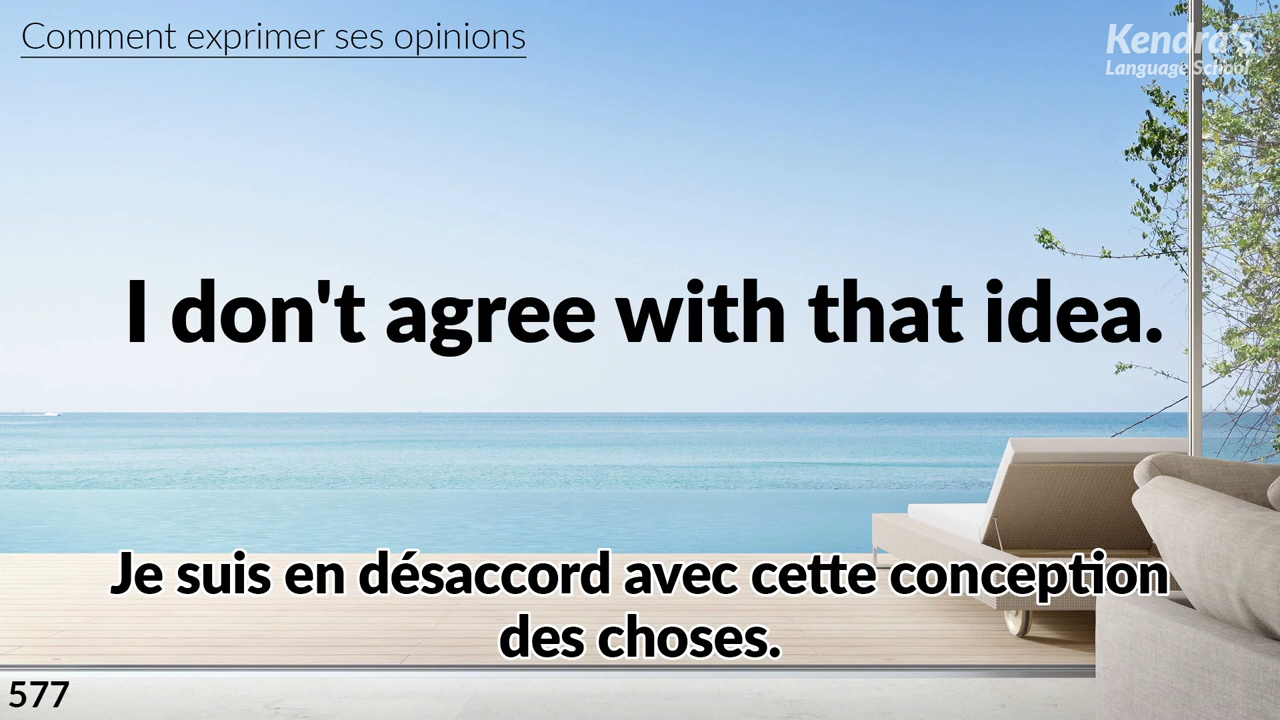 Comment exprimer ses opinions
Kendra's
Language School
I don't agree with that idea.
Je suis en désaccord avec cette conception
des choses.
577